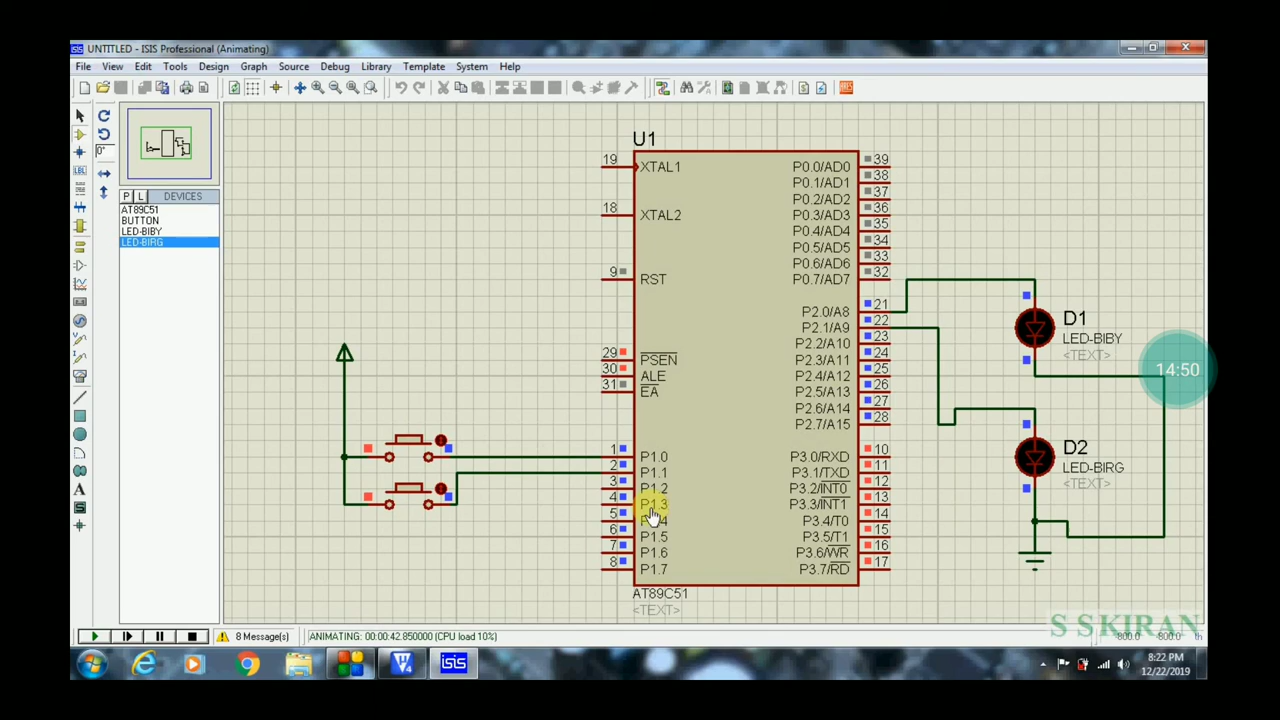 UNTITLED - ISIS Professional (Animating)
File View Edit Tools Design Graph Source Debug Library Template System Help
0°
P L DEVICES
AT89C51
BUTTON
LED-BIBY
LED-BIRG
U1
19 XTAL1
18 XTAL2
9 RST
29 PSEN
30 ALE
31 EA
1 P1.0
2 P1.1
3 P1.2
4 P1.3
5
6 P1.5
7 P1.6
8 P1.7
P0.0/AD0 39
P0.1/AD1 38
P0.2/AD2 37
P0.3/AD3 36
P0.4/AD4 35
P0.5/AD5 34
P0.6/AD6 33
P0.7/AD7 32
P2.0/A8 21
P2.1/A9 22
P2.2/A10 23
P2.3/A11 24
P2.4/A12 25
P2.5/A13 26
P2.6/A14 27
P2.7/A15 28
P3.0/RXD 10
P3.1/TXD 11
P3.2/INT0 12
P3.3/INT1 13
P3.4/T0 14
P3.5/T1 15
P3.6/WR 16
P3.7/RD 17
AT89C51
<TEXT>
D1
LED-BIBY
<TEXT>
D2
LED-BIRG
<TEXT>
14:50
S S KIRAN
8 Message(s) ANIMATING: 00:00:42.850000 (CPU load 10%) -800.0 -800.0 th
8:22 PM
12/22/2019